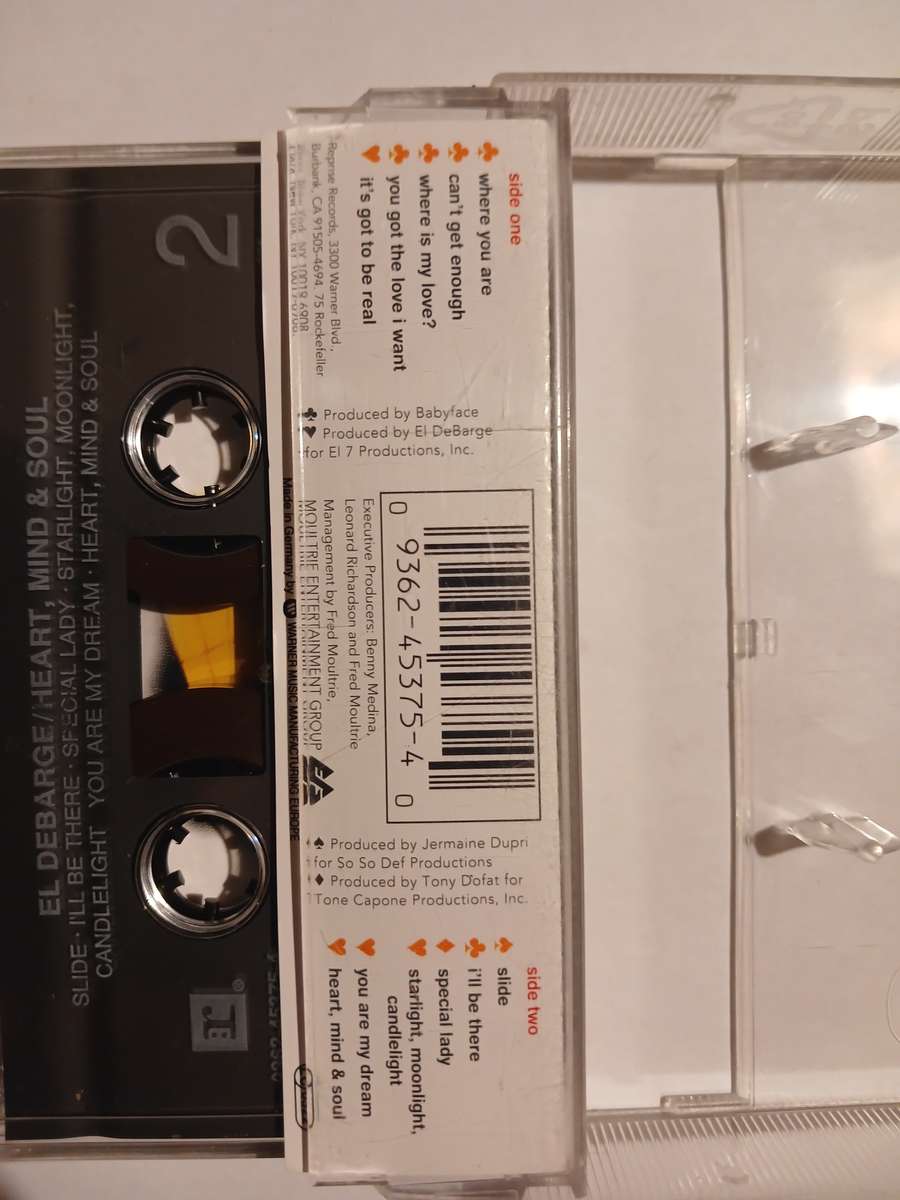 2
EL DEBARGE/HEART, MIND & SOUL
SLIDE · I'LL BE THERE · SPECIAL LADY · STARLIGHT, MOONLIGHT,
CANDLELIGHT YOU ARE MY DREAM · HEART, MIND & SOUL
r®
side one
♣ where you are
♣ can't get enough
♣ where is my love?
♣ you got the love i want
♥ it's got to be real
Reprise Records, 3300 Warner Blvd.,
Burbank, CA 91505-4694. 75 Rockefeller
New York, NY 10019-6908
♣ Produced by Babyface
♥ Produced by El DeBarge
for El 7 Productions, Inc.
0 9362-45375-4 0
Executive Producers: Benny Medina,
Leonard Richardson and Fred Moultrie
Management by Fred Moultrie,
MOULTRIE ENTERTAINMENT GROUP
Made in Germany by WARNER MUSIC MANUFACTURING EUROPE
♠ Produced by Jermaine Dupri
for So So Def Productions
♦ Produced by Tony Dofat for
Tone Capone Productions, Inc.
side two
♠ slide
♣ i'll be there
♦ special lady
♥ starlight, moonlight,
candlelight
♥ you are my dream
♥ heart, mind & soul